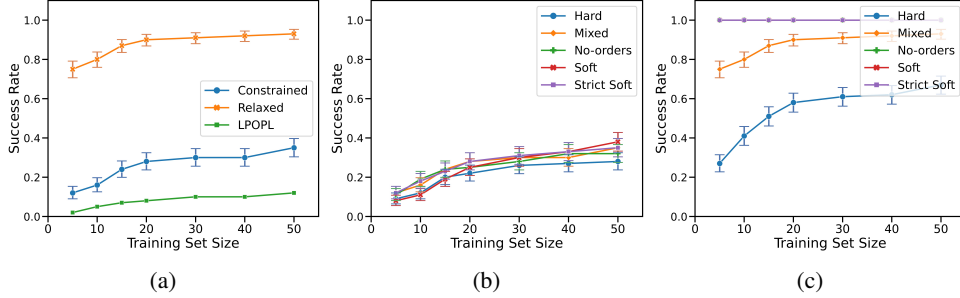 1.0
0.8
0.6
0.4
0.2
0.0
Success Rate
Constrained
Relaxed
LPOPL
0 10 20 30 40 50
Training Set Size
(a)
1.0
0.8
0.6
0.4
0.2
0.0
Success Rate
Hard
Mixed
No-orders
Soft
Strict Soft
0 10 20 30 40 50
Training Set Size
(b)
1.0
0.8
0.6
0.4
0.2
0.0
Success Rate
Hard
Mixed
No-orders
Soft
Strict Soft
0 10 20 30 40 50
Training Set Size
(c)